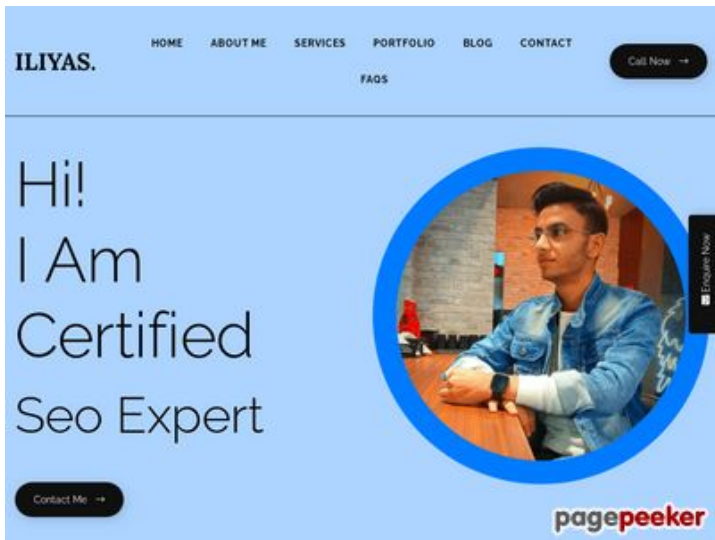 ILIYAS.
HOME ABOUT ME SERVICES PORTFOLIO BLOG CONTACT
FAQS
Call Now →
Hi!
I Am
Certified
Seo Expert
Contact Me →
Enquire Now
pagepeeker